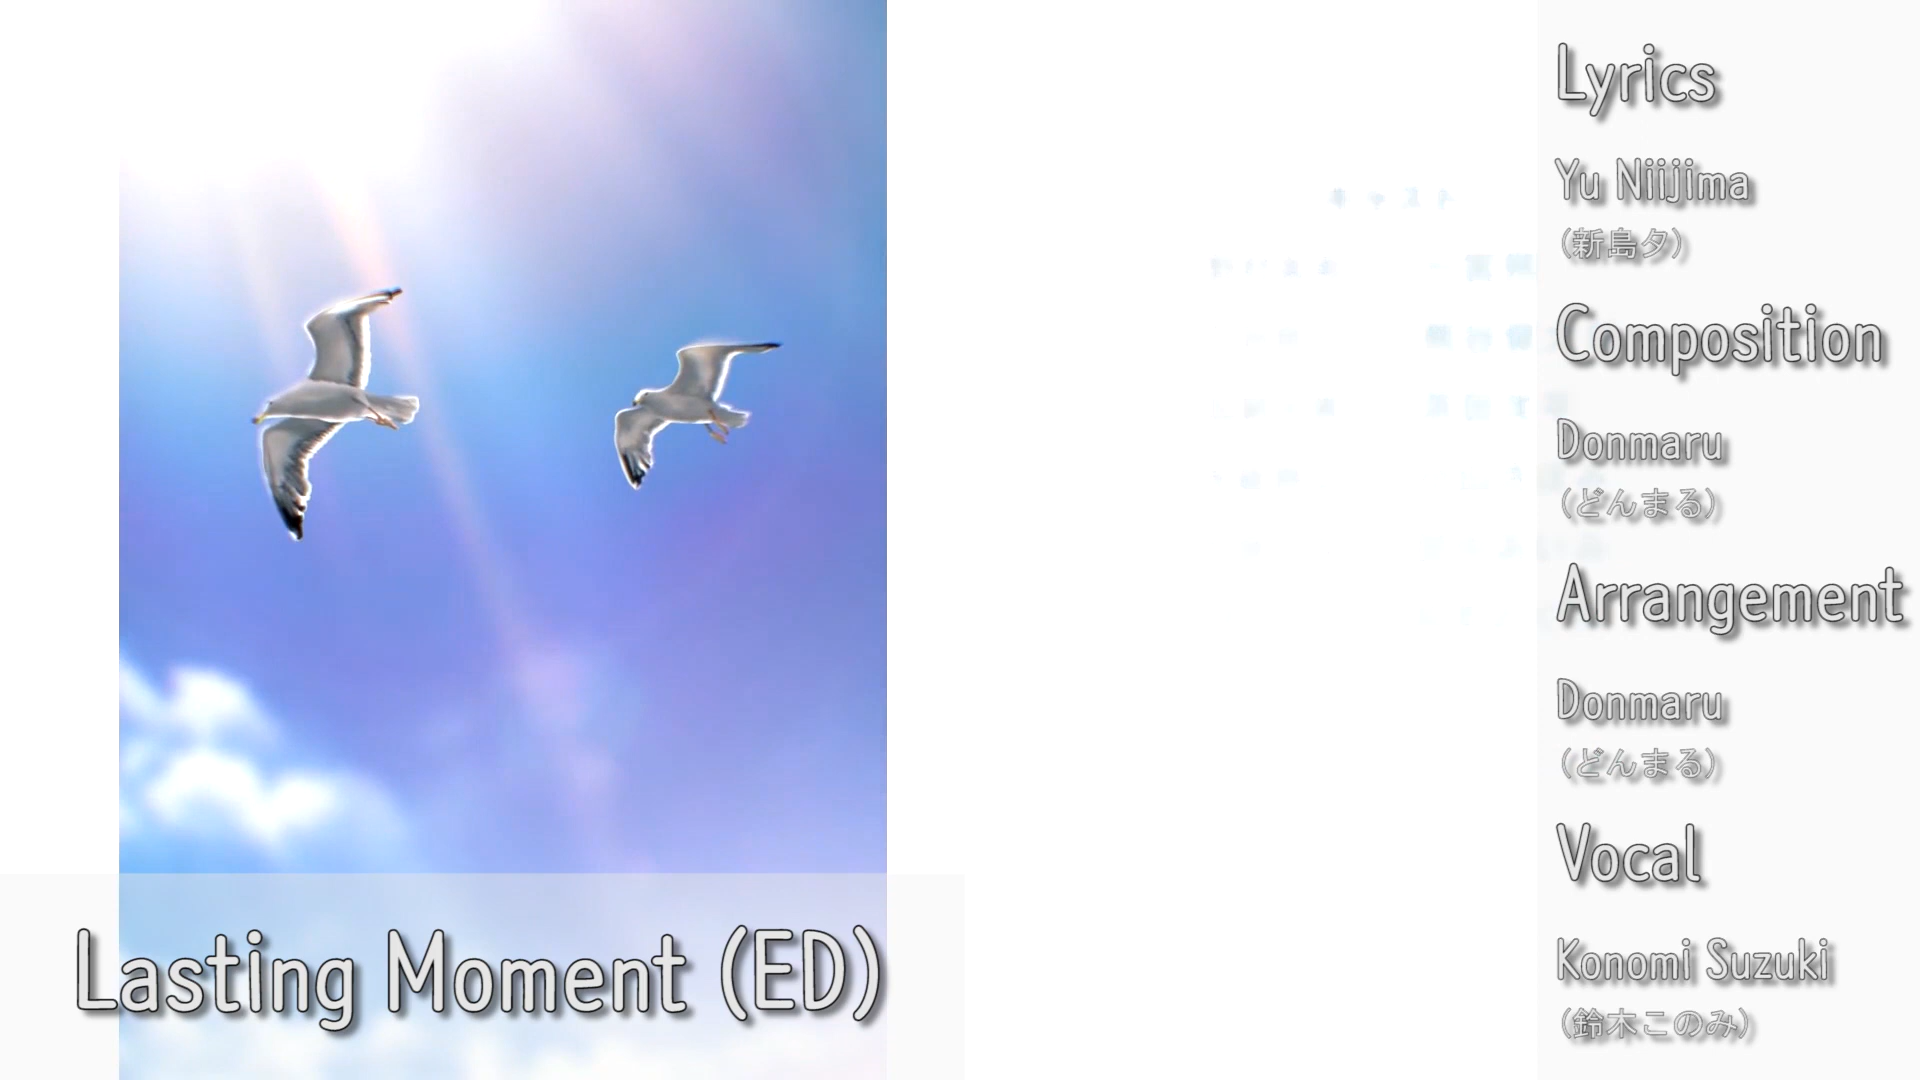 Lyrics
Yu Niijima
(新島夕)
Composition
Donmaru
(どんまる)
Arrangement
Donmaru
(どんまる)
Vocal
Konomi Suzuki
(鈴木このみ)
Lasting Moment (ED)